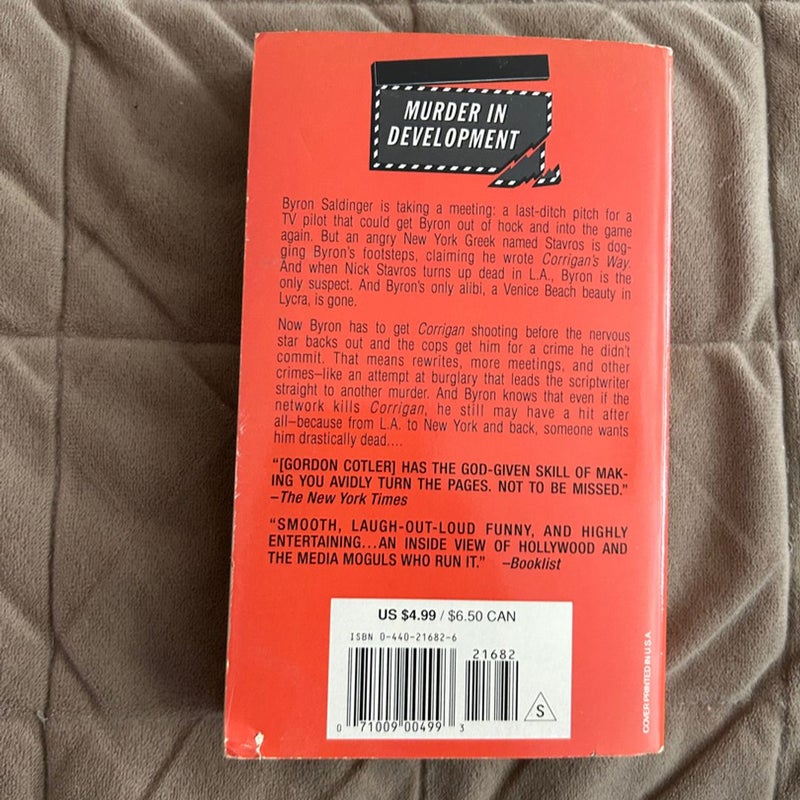 MURDER IN
DEVELOPMENT
Byron Saldinger is taking a meeting: a last-ditch pitch for a
TV pilot that could get Byron out of hock and into the game
again. But an angry New York Greek named Stavros is dog-
ging Byron's footsteps, claiming he wrote Corrigan's Way.
And when Nick Stavros turns up dead in L.A., Byron is the
only suspect. And Byron's only alibi, a Venice Beach beauty in
Lycra, is gone.
Now Byron has to get Corrigan shooting before the nervous
star backs out and the cops get him for a crime he didn't
commit. That means rewrites, more meetings, and other
crimes–like an attempt at burglary that leads the scriptwriter
straight to another murder. And Byron knows that even if the
network kills Corrigan, he still may have a hit after
all–because from L.A. to New York and back, someone wants
him drastically dead....
"[GORDON COTLER] HAS THE GOD-GIVEN SKILL OF MAK-
ING YOU AVIDLY TURN THE PAGES. NOT TO BE MISSED."
–The New York Times
"SMOOTH, LAUGH-OUT-LOUD FUNNY, AND HIGHLY
ENTERTAINING...AN INSIDE VIEW OF HOLLYWOOD AND
THE MEDIA MOGULS WHO RUN IT." –Booklist
US $4.99 / $6.50 CAN
ISBN 0-440-21682-6
21682
0 71009 00499 3
S
COVER PRINTED IN U.S.A.